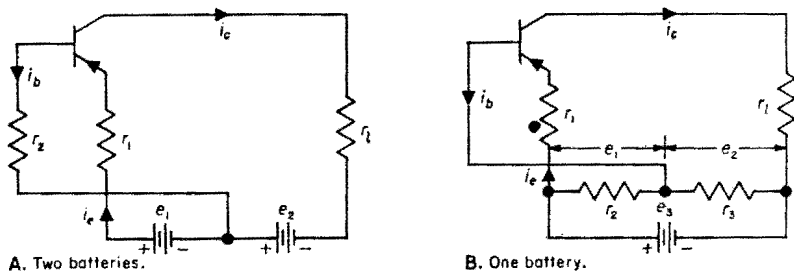 i_c
i_b
r_2
r_1
r_l
i_e
e_1
e_2
+ - + -
A. Two batteries.
i_c
i_b
r_1
r_l
e_1
e_2
i_e
r_2
e_3
r_3
+ -
B. One battery.